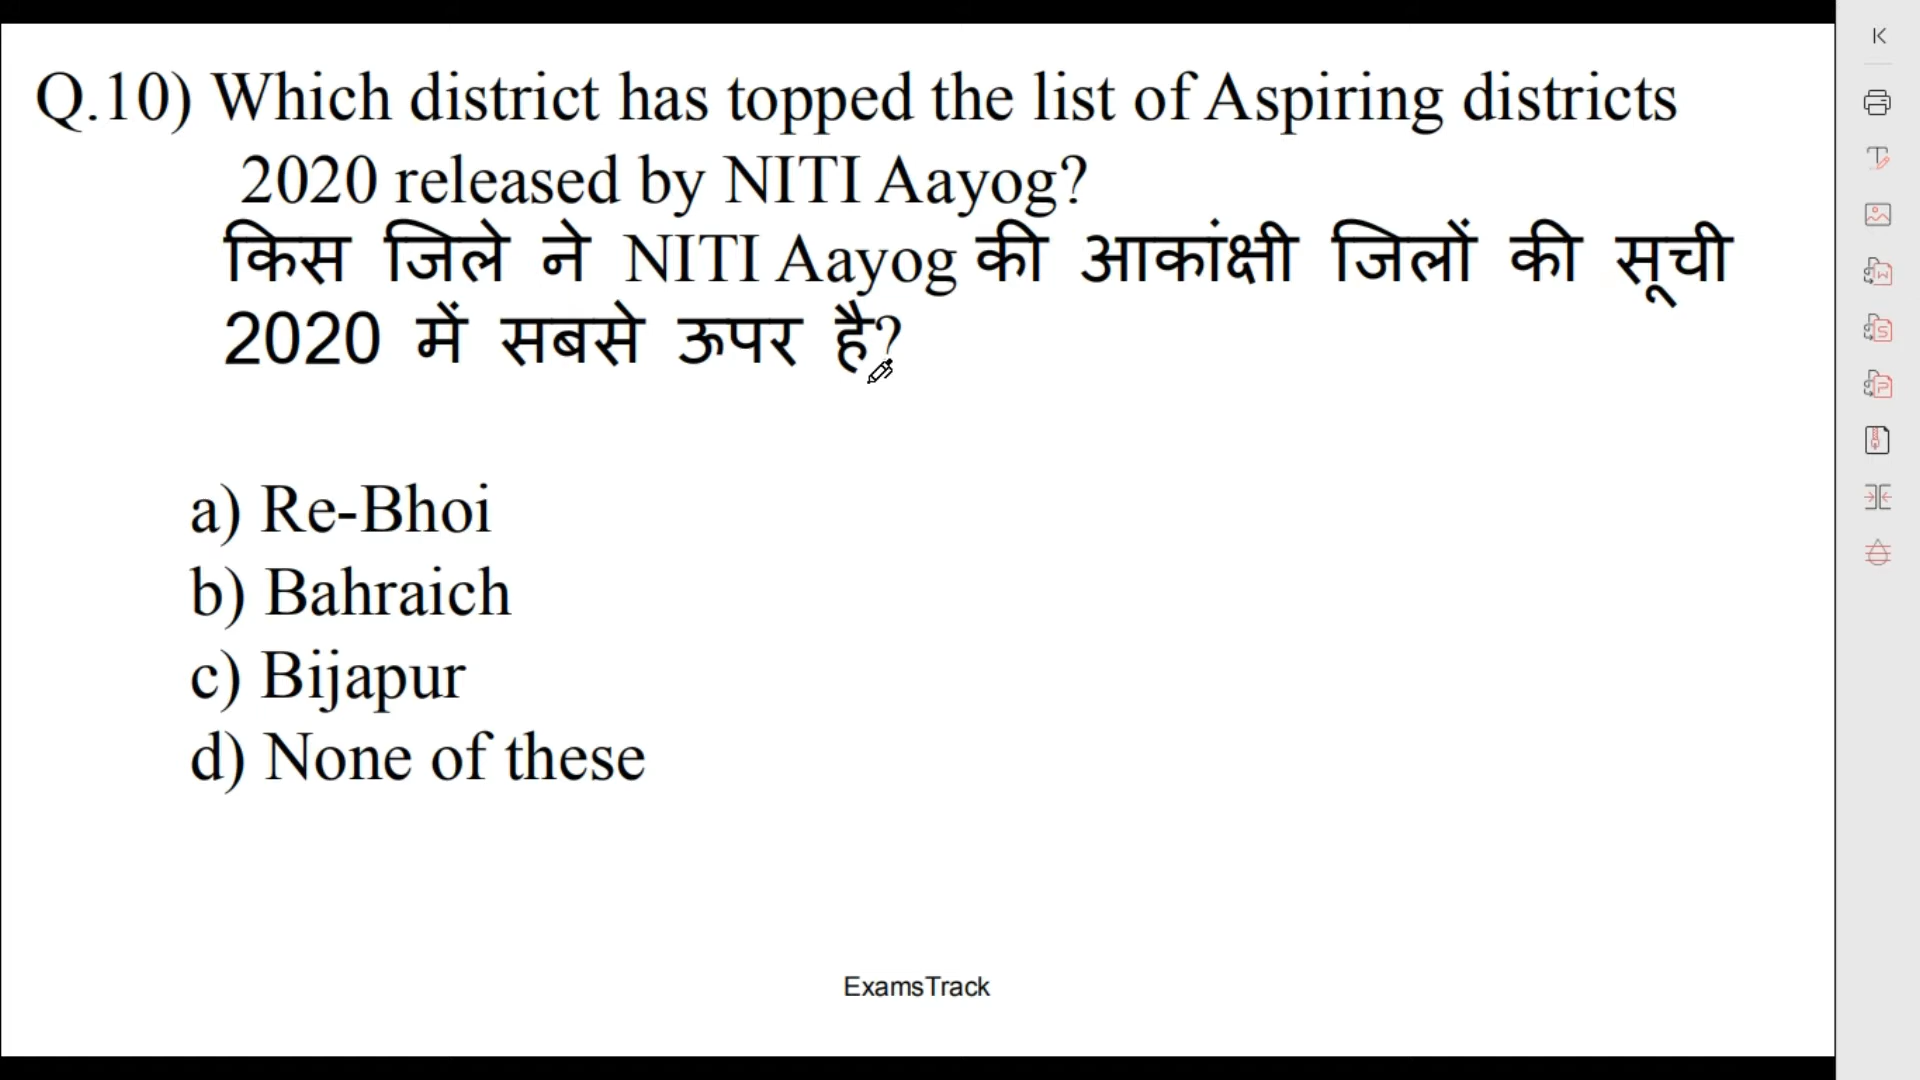 Q.10) Which district has topped the list of Aspiring districts
2020 released by NITI Aayog?
किस जिले ने NITI Aayog की आकांक्षी जिलों की सूची
2020 में सबसे ऊपर है?
a) Re-Bhoi
b) Bahraich
c) Bijapur
d) None of these
ExamsTrack